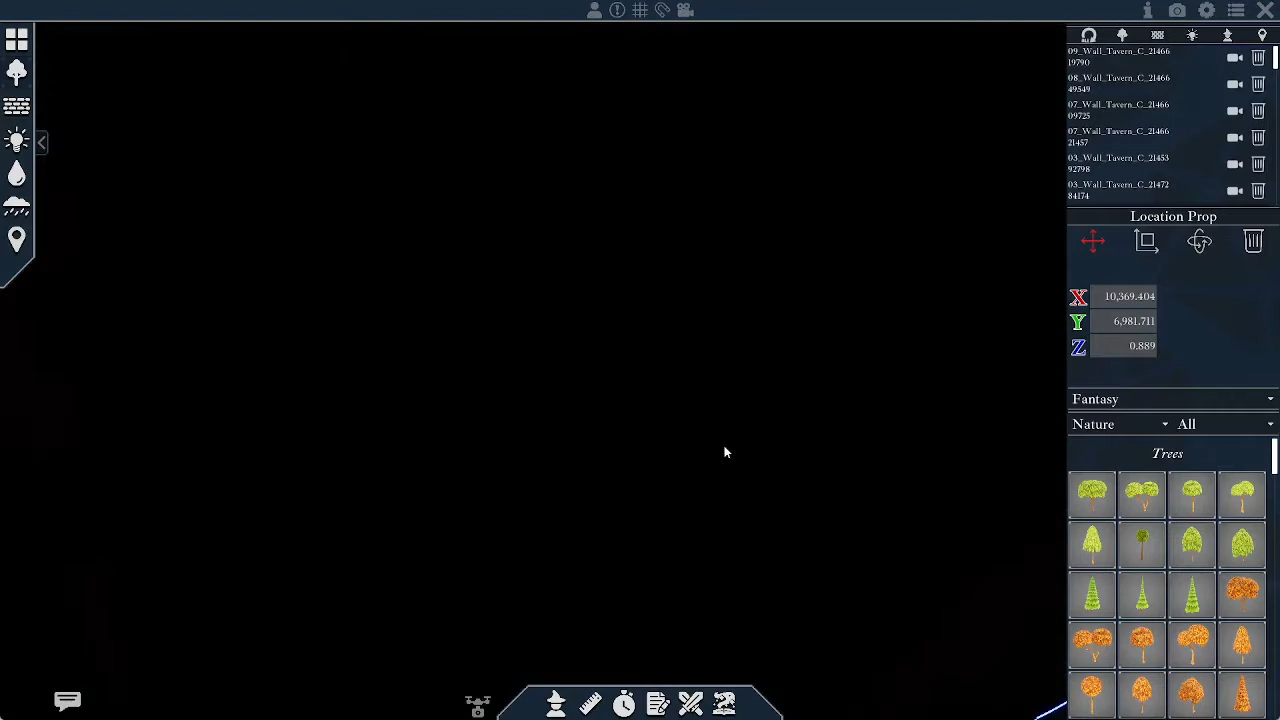 09_Wall_Tavern_C_21466
19790
08_Wall_Tavern_C_21466
49549
07_Wall_Tavern_C_21466
09725
07_Wall_Tavern_C_21466
21457
03_Wall_Tavern_C_21453
92798
03_Wall_Tavern_C_21472
84174
Location Prop
X 10,369.404
Y 6,981.711
Z 0.889
Fantasy
Nature All
Trees